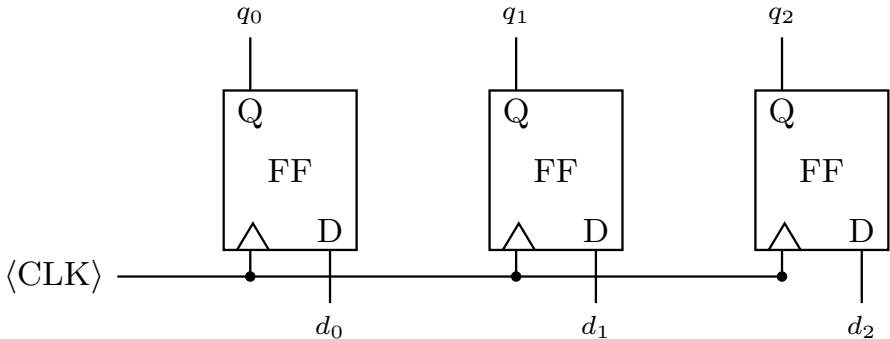 q₀ q₁ q₂
Q Q Q
FF FF FF
D D D
⟨CLK⟩
d₀ d₁ d₂